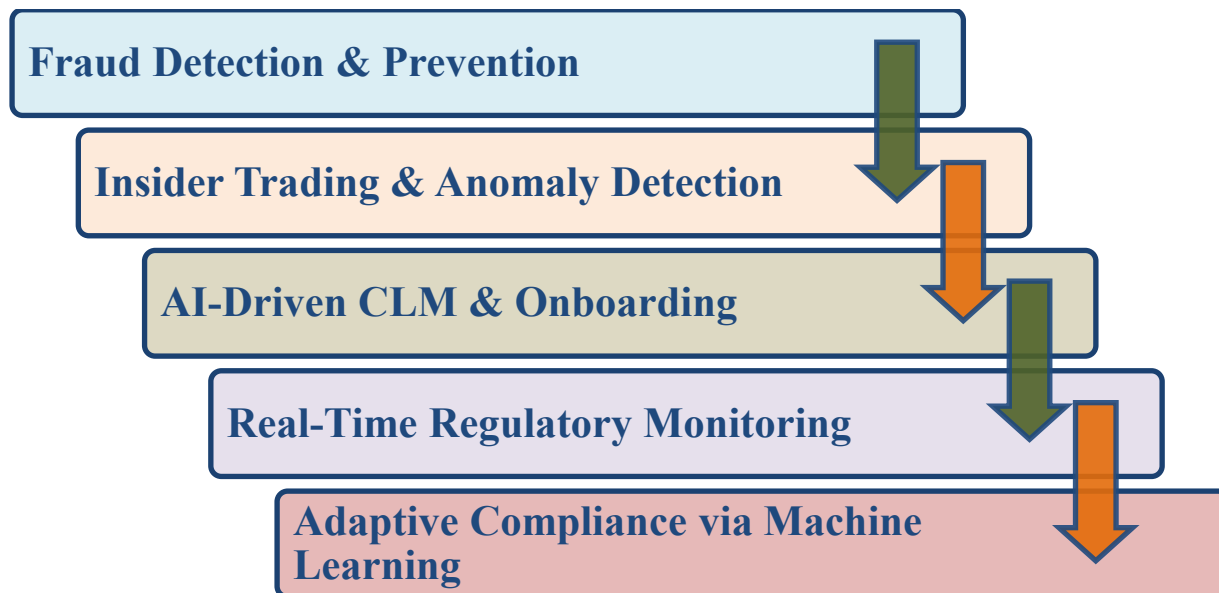 Fraud Detection & Prevention
Insider Trading & Anomaly Detection
AI-Driven CLM & Onboarding
Real-Time Regulatory Monitoring
Adaptive Compliance via Machine
Learning